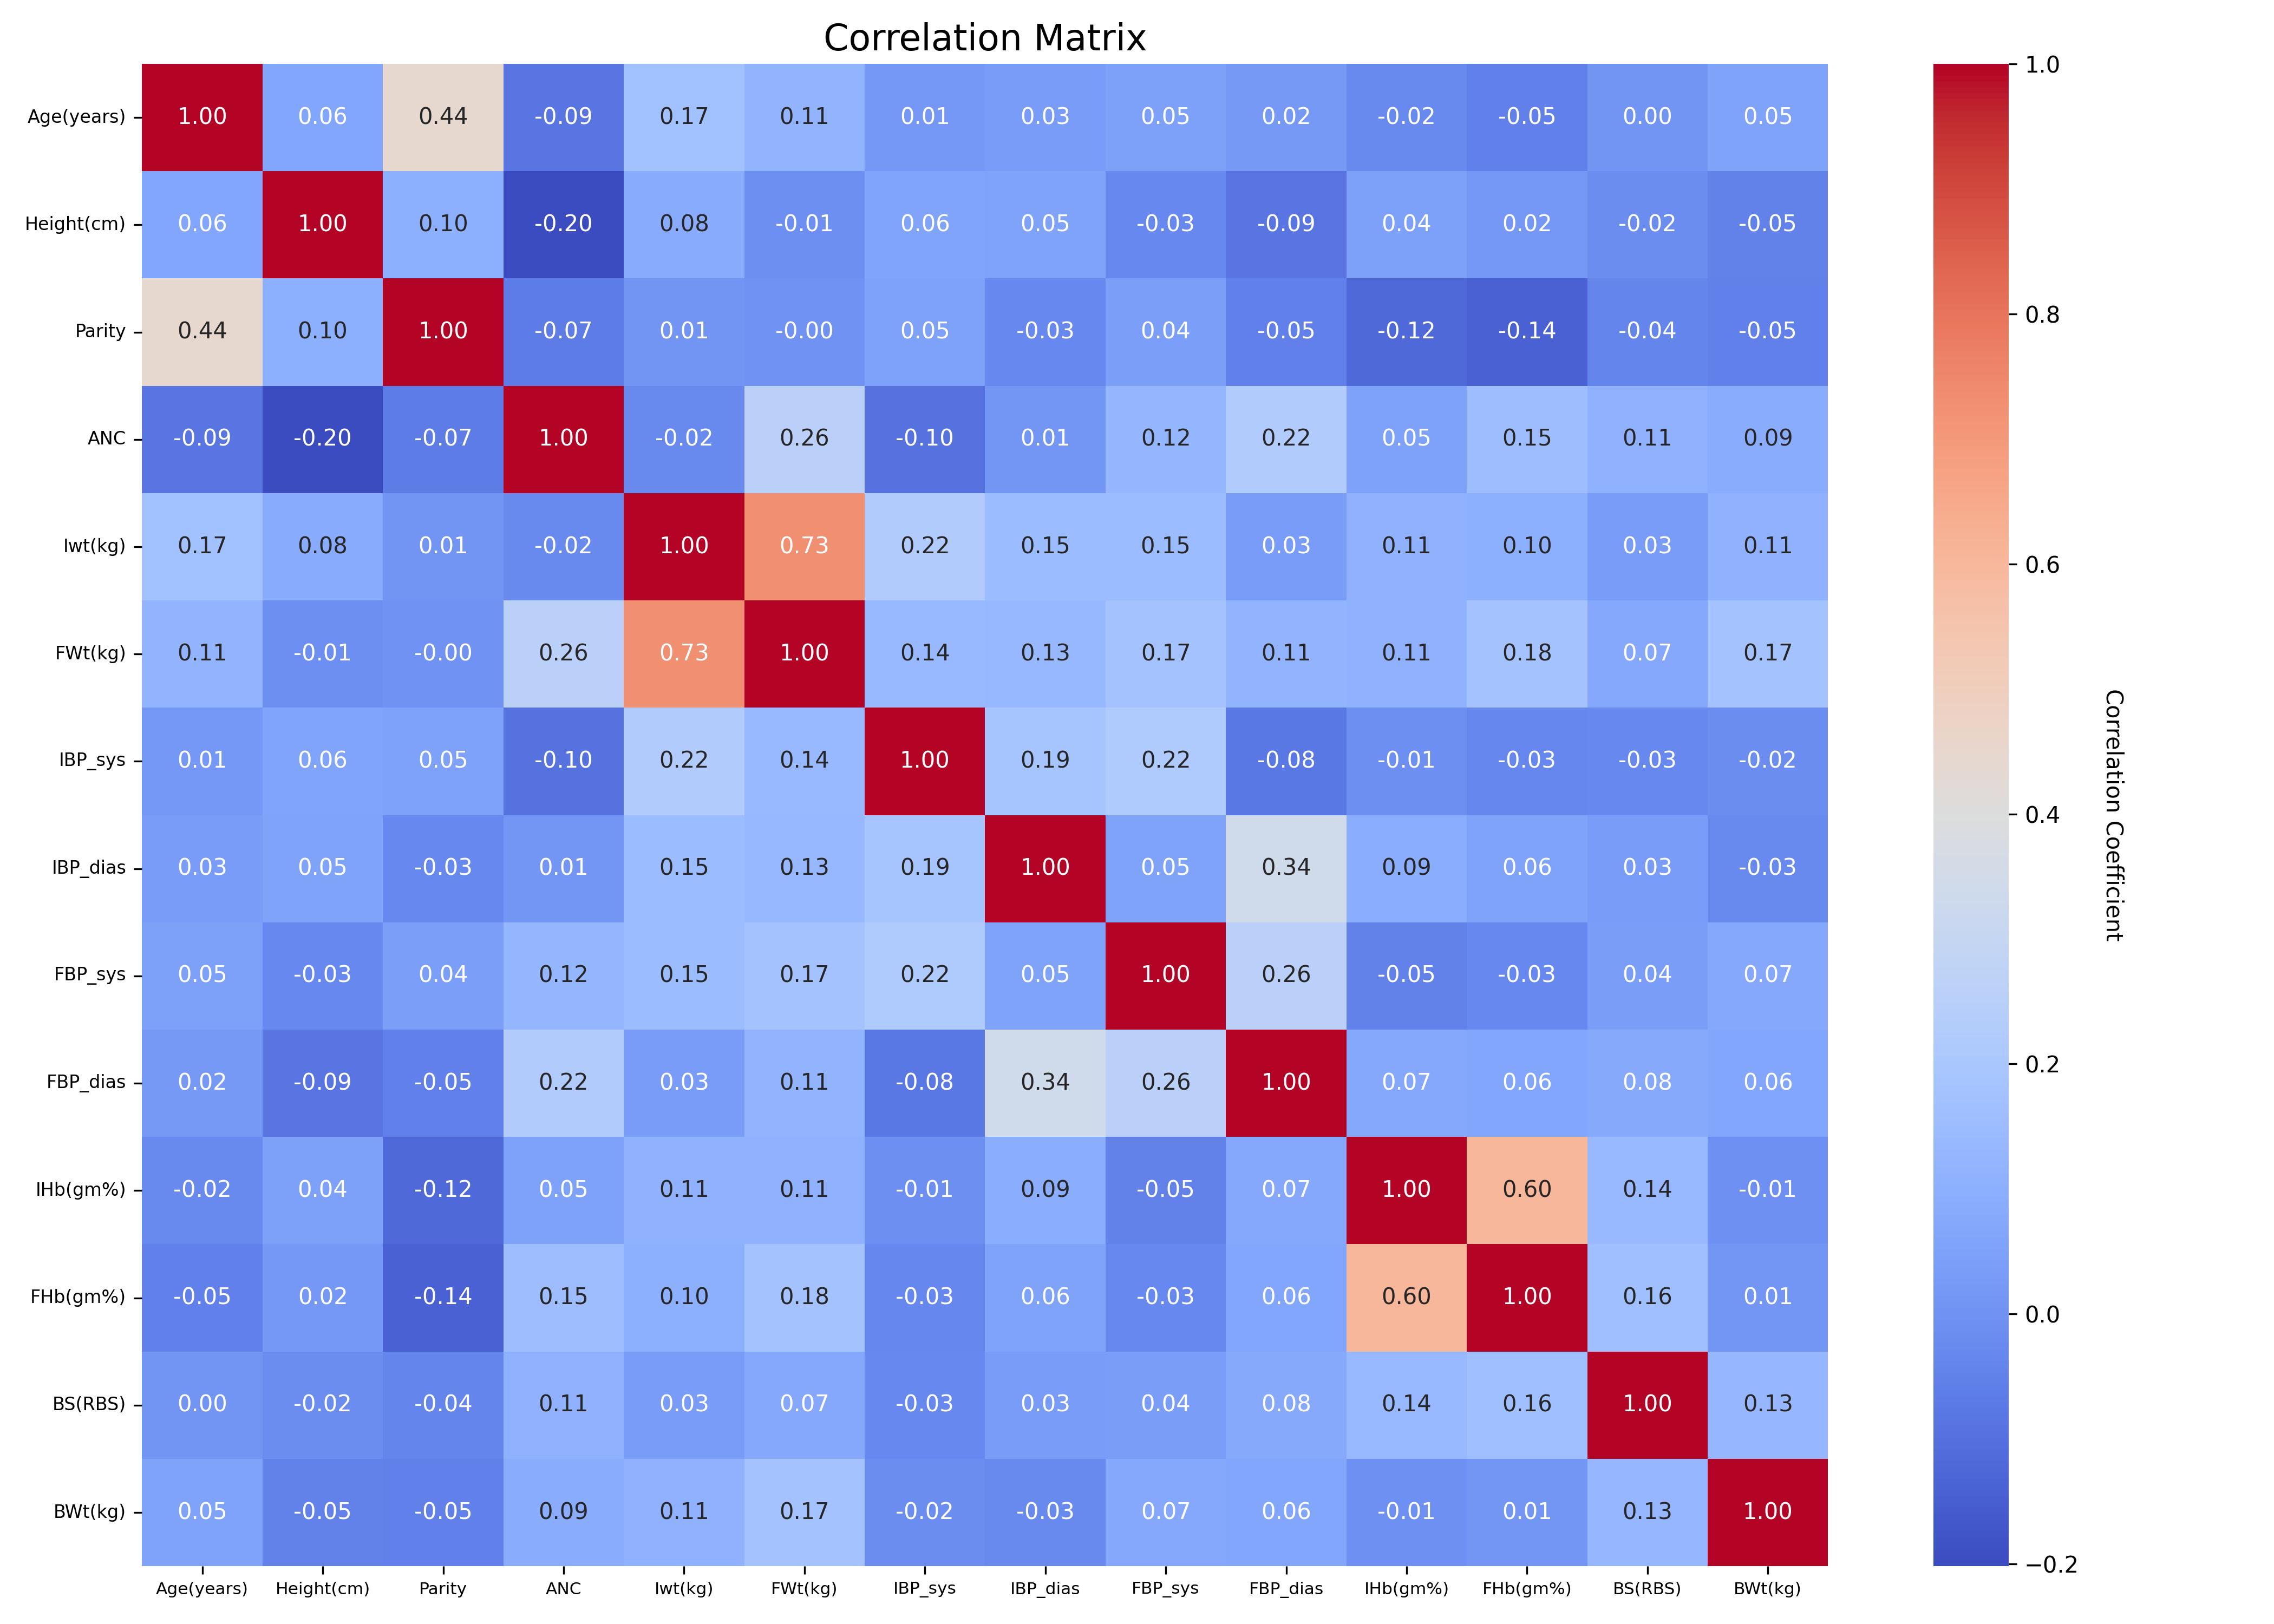 Correlation Matrix
Age(years) 1.00 0.06 0.44 -0.09 0.17 0.11 0.01 0.03 0.05 0.02 -0.02 -0.05 0.00 0.05
Height(cm) 0.06 1.00 0.10 -0.20 0.08 -0.01 0.06 0.05 -0.03 -0.09 0.04 0.02 -0.02 -0.05
Parity 0.44 0.10 1.00 -0.07 0.01 -0.00 0.05 -0.03 0.04 -0.05 -0.12 -0.14 -0.04 -0.05
ANC -0.09 -0.20 -0.07 1.00 -0.02 0.26 -0.10 0.01 0.12 0.22 0.05 0.15 0.11 0.09
Iwt(kg) 0.17 0.08 0.01 -0.02 1.00 0.73 0.22 0.15 0.15 0.03 0.11 0.10 0.03 0.11
FWt(kg) 0.11 -0.01 -0.00 0.26 0.73 1.00 0.14 0.13 0.17 0.11 0.11 0.18 0.07 0.17
IBP_sys 0.01 0.06 0.05 -0.10 0.22 0.14 1.00 0.19 0.22 -0.08 -0.01 -0.03 -0.03 -0.02
IBP_dias 0.03 0.05 -0.03 0.01 0.15 0.13 0.19 1.00 0.05 0.34 0.09 0.06 0.03 -0.03
FBP_sys 0.05 -0.03 0.04 0.12 0.15 0.17 0.22 0.05 1.00 0.26 -0.05 -0.03 0.04 0.07
FBP_dias 0.02 -0.09 -0.05 0.22 0.03 0.11 -0.08 0.34 0.26 1.00 0.07 0.06 0.08 0.06
IHb(gm%) -0.02 0.04 -0.12 0.05 0.11 0.11 -0.01 0.09 -0.05 0.07 1.00 0.60 0.14 -0.01
FHb(gm%) -0.05 0.02 -0.14 0.15 0.10 0.18 -0.03 0.06 -0.03 0.06 0.60 1.00 0.16 0.01
BS(RBS) 0.00 -0.02 -0.04 0.11 0.03 0.07 -0.03 0.03 0.04 0.08 0.14 0.16 1.00 0.13
BWt(kg) 0.05 -0.05 -0.05 0.09 0.11 0.17 -0.02 -0.03 0.07 0.06 -0.01 0.01 0.13 1.00
Age(years) Height(cm) Parity ANC Iwt(kg) FWt(kg) IBP_sys IBP_dias FBP_sys FBP_dias IHb(gm%) FHb(gm%) BS(RBS) BWt(kg)
1.0
0.8
0.6
0.4
0.2
0.0
−0.2
Correlation Coefficient